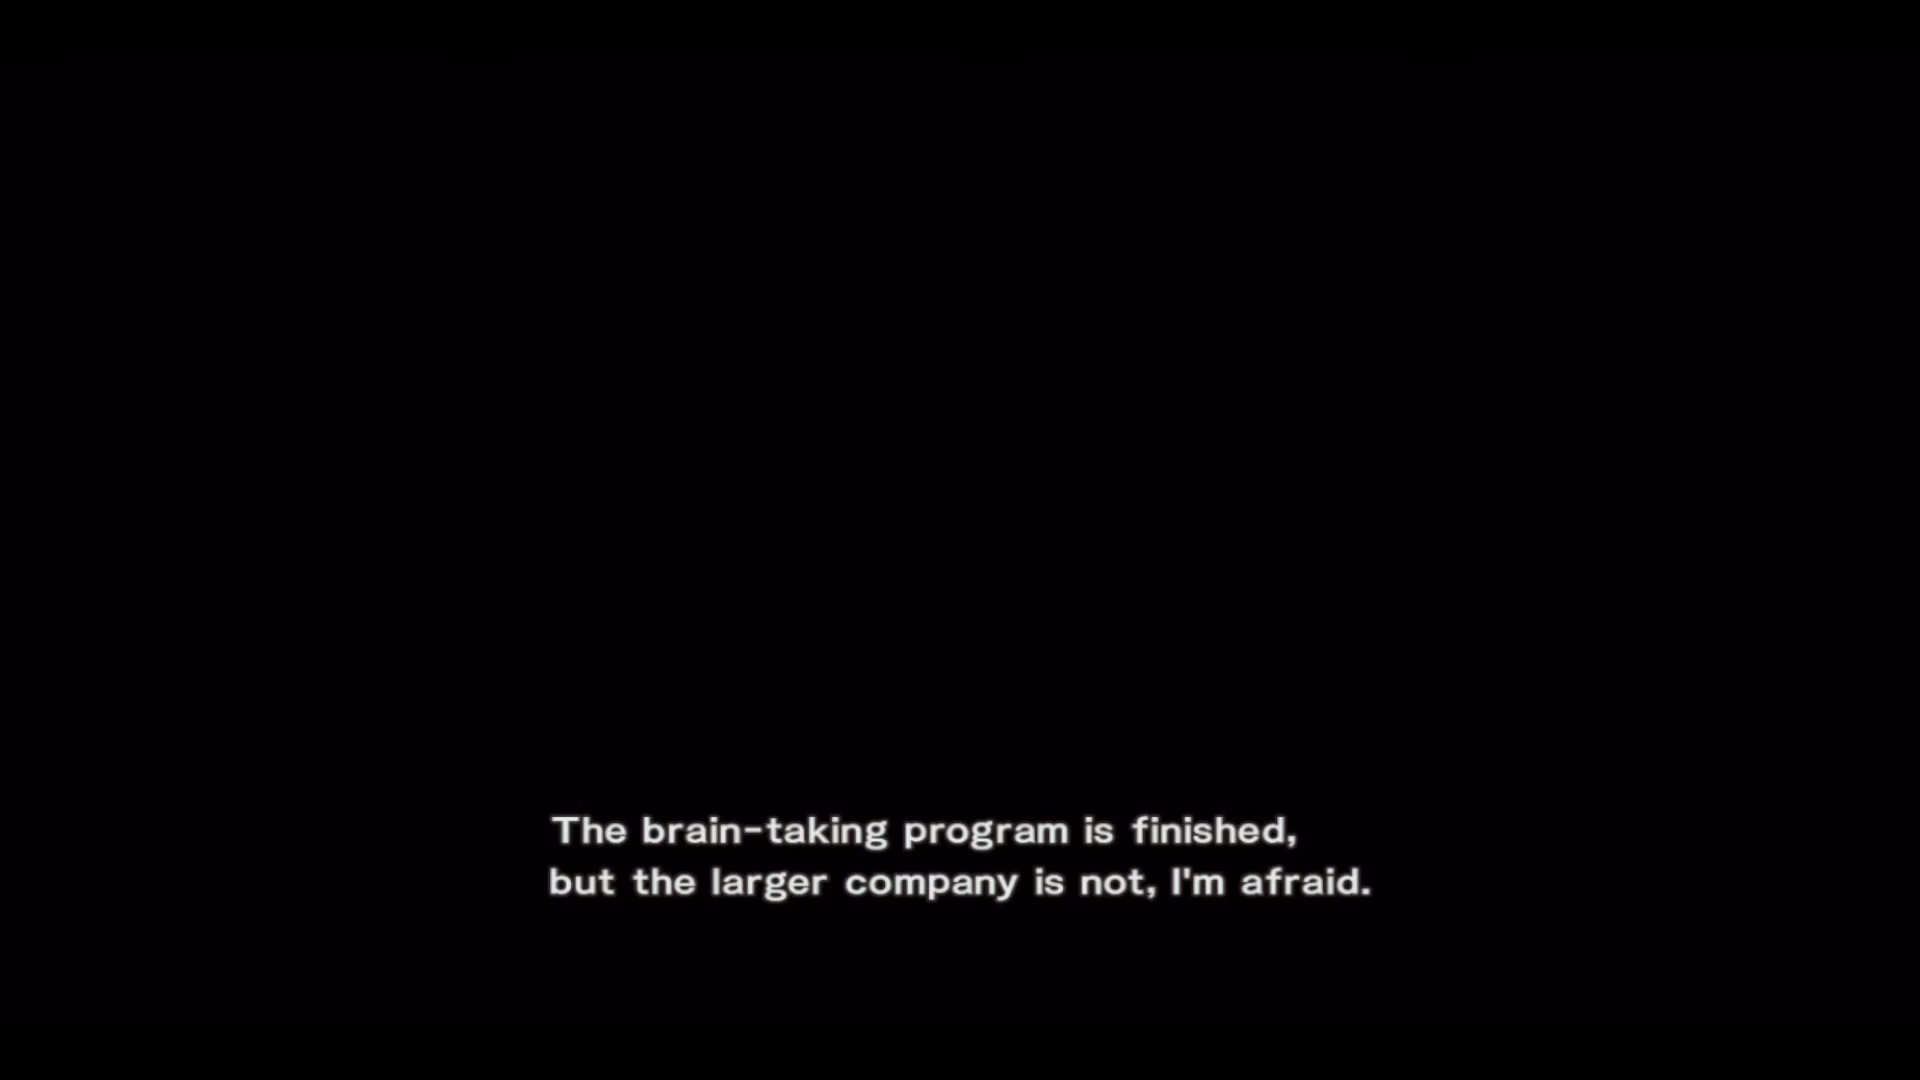 The brain-taking program is finished,
but the larger company is not, I'm afraid.